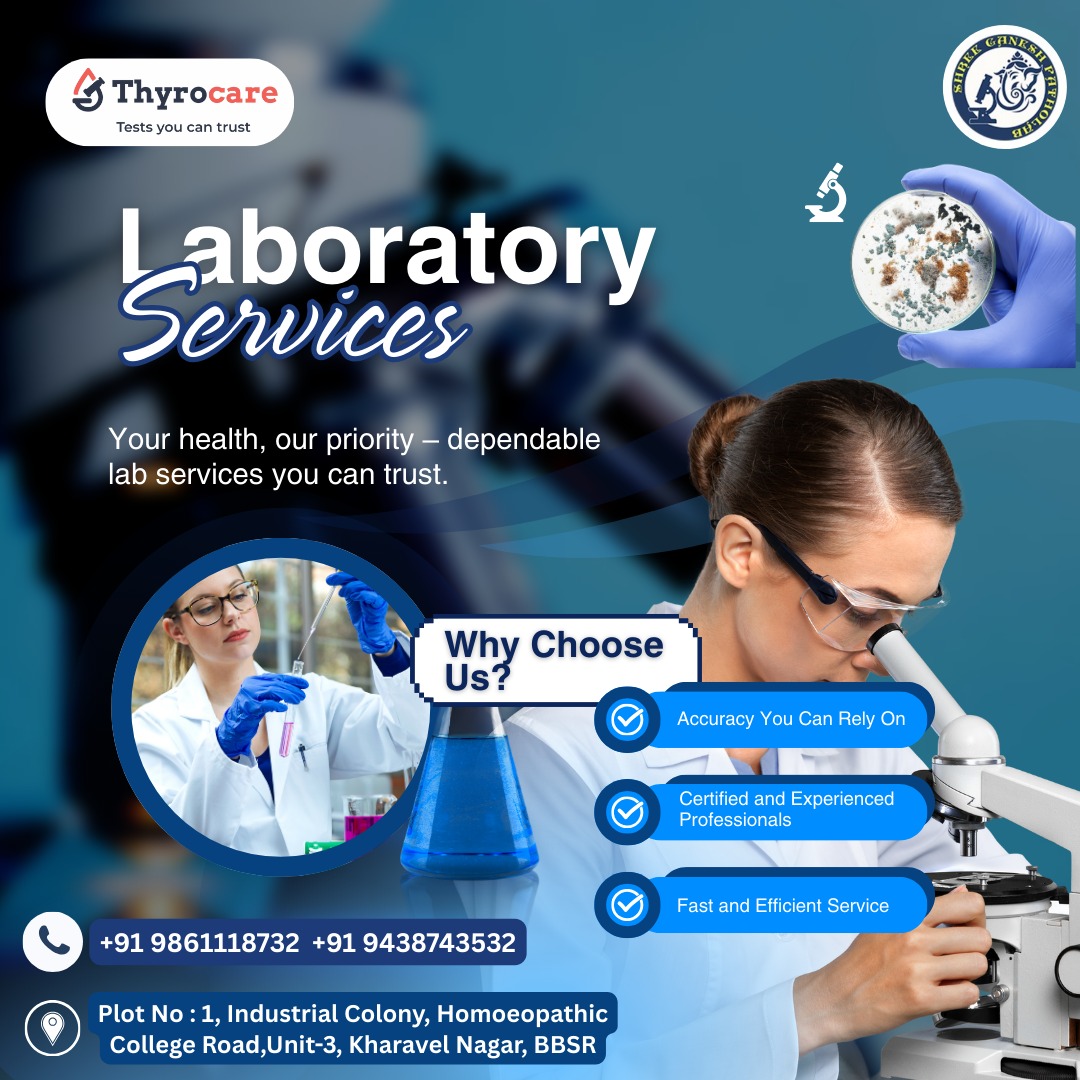 Thyrocare
Tests you can trust
SHREE GANESH PATHOLAB
Laboratory
Services
Your health, our priority – dependable
lab services you can trust.
Why Choose
Us?
Accuracy You Can Rely On
Certified and Experienced
Professionals
Fast and Efficient Service
+91 9861118732 +91 9438743532
Plot No : 1, Industrial Colony, Homoeopathic
College Road,Unit-3, Kharavel Nagar, BBSR